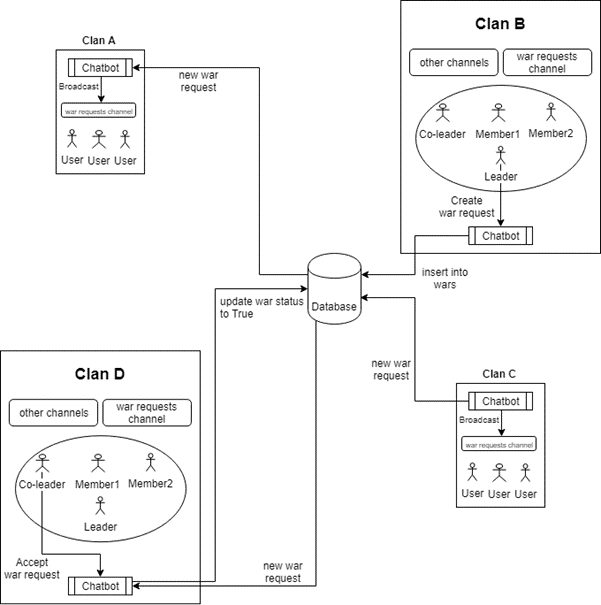 Clan A
Chatbot
Broadcast
war requests channel
User
User
User
new war
request
Clan B
other channels
war requests
channel
Co-leader
Member1
Member2
Leader
Create
war request
Chatbot
insert into
wars
Database
update war status
to True
new war
request
Clan C
Chatbot
Broadcast
war requests channel
User
User
User
Clan D
other channels
war requests
channel
Co-leader
Member1
Member2
Leader
Accept
war request
Chatbot
new war
request